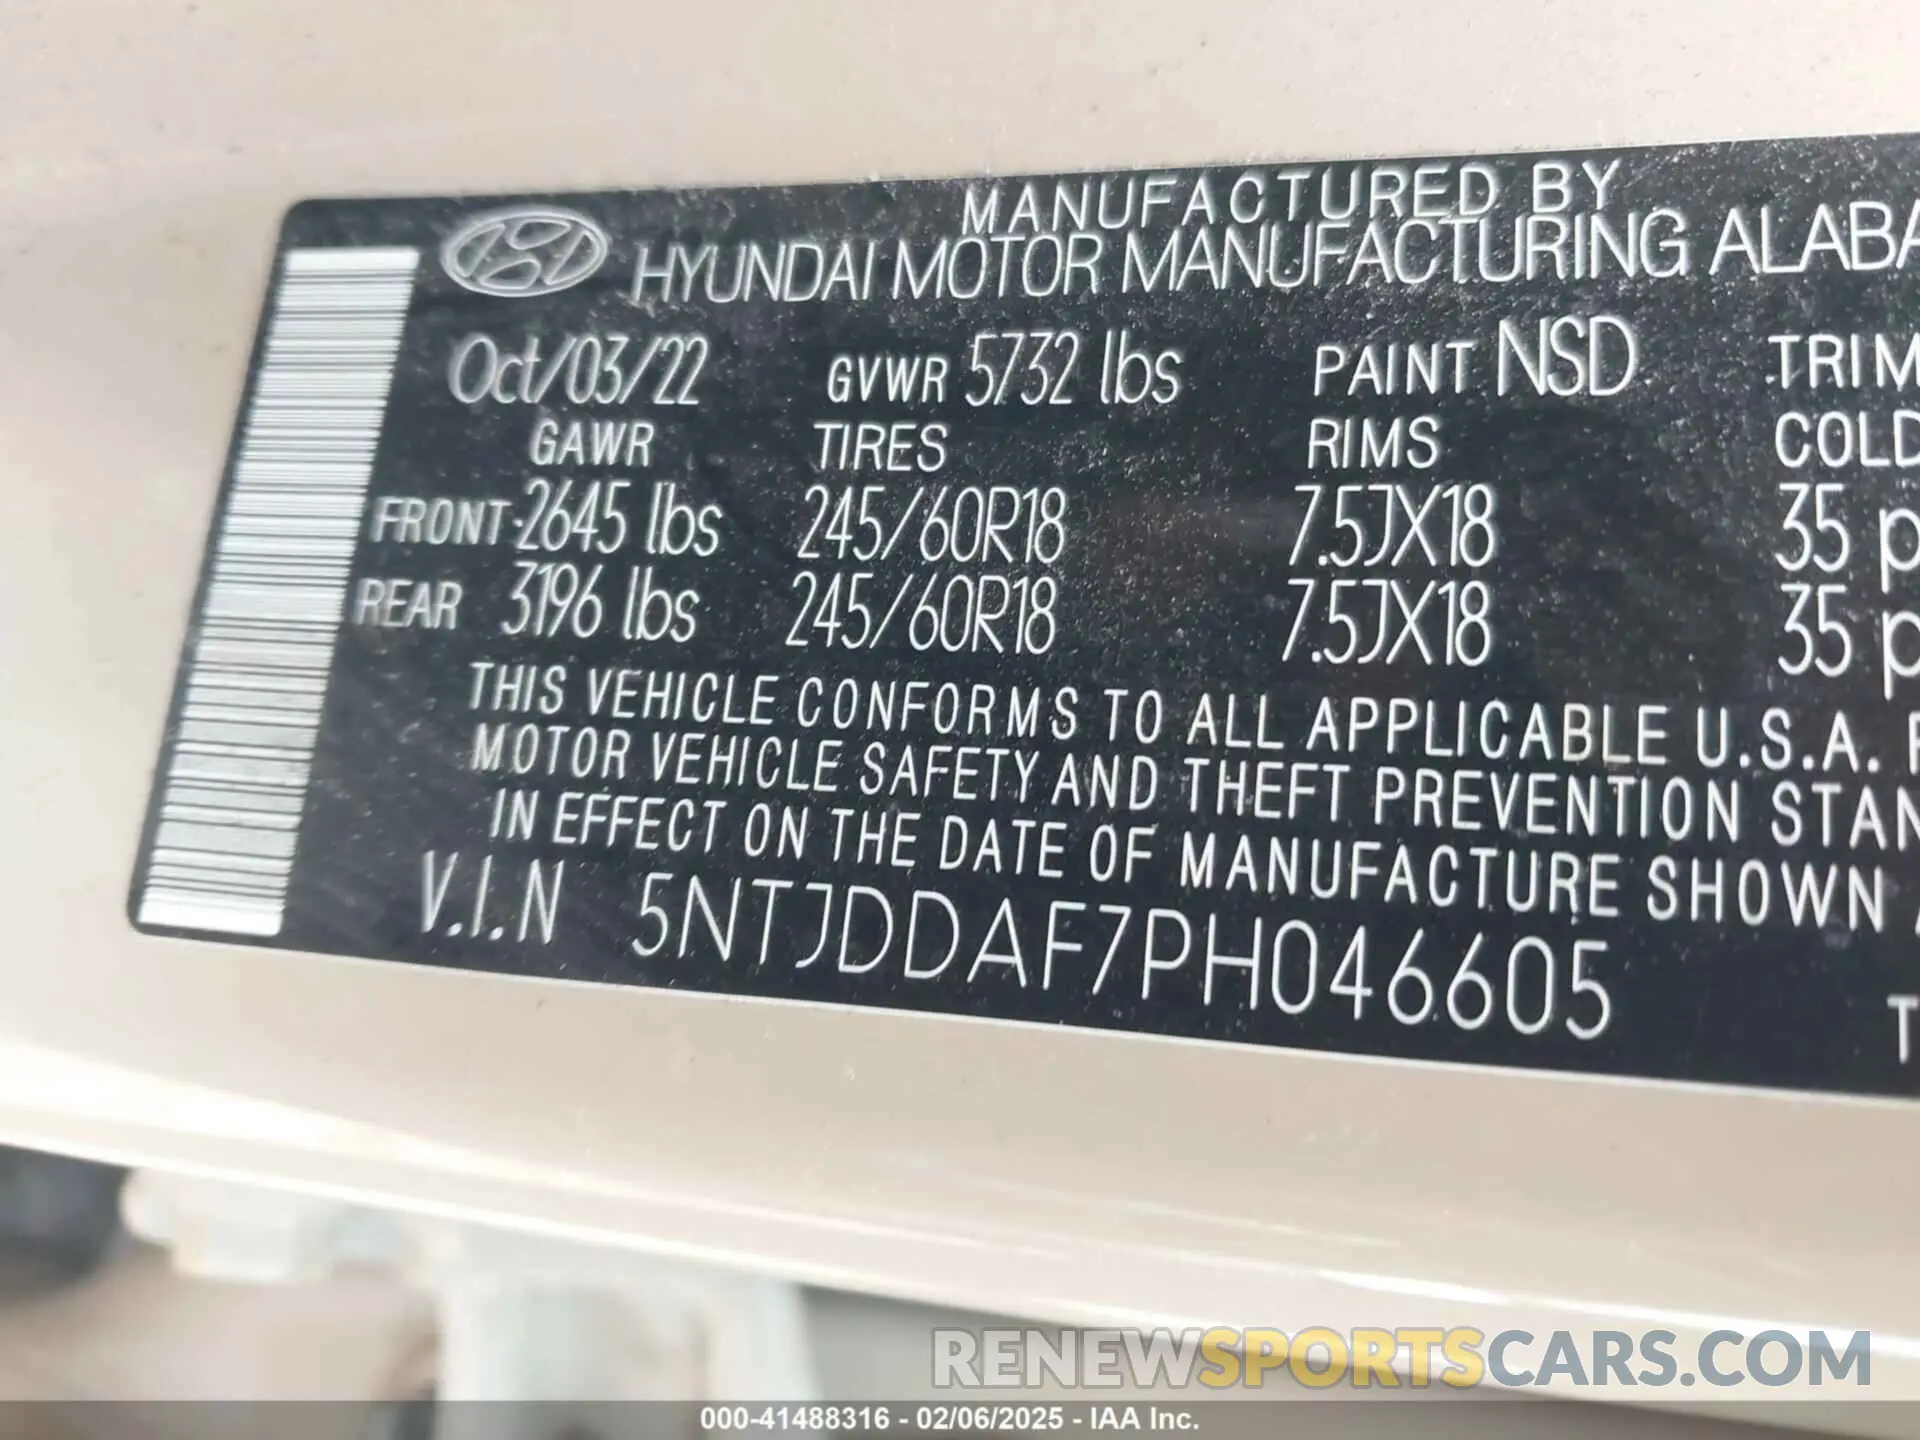 MANUFACTURED BY
HYUNDAI MOTOR MANUFACTURING ALABA
Oct/03/22 GVWR 5732 lbs PAINT NSD TRIM
GAWR TIRES RIMS COLD
FRONT 2645 lbs 245/60R18 7.5JX18 35 p
REAR 3196 lbs 245/60R18 7.5JX18 35 p
THIS VEHICLE CONFORMS TO ALL APPLICABLE U.S.A. F
MOTOR VEHICLE SAFETY AND THEFT PREVENTION STAN
IN EFFECT ON THE DATE OF MANUFACTURE SHOWN A
V.I.N 5NTJDDAF7PH046605
T
RENEWSPORTSCARS.COM
000-41488316 - 02/06/2025 - IAA Inc.